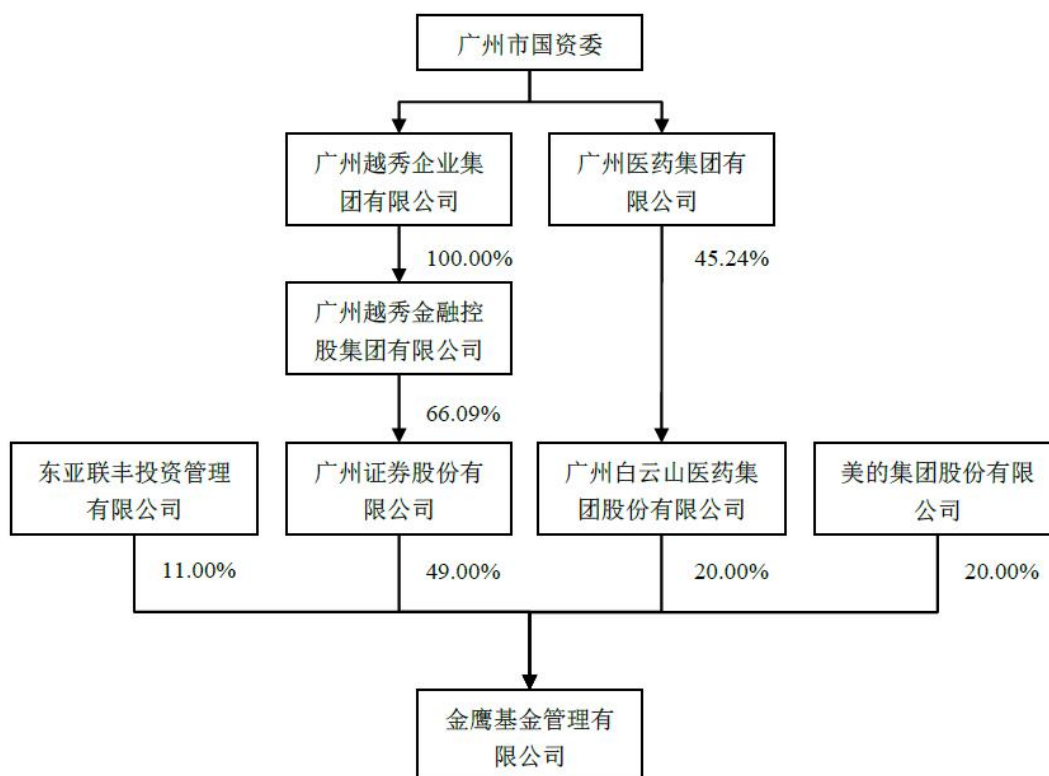 广州市国资委
广州越秀企业集
团有限公司
广州医药集团有
限公司
100.00%
45.24%
广州越秀金融控
股集团有限公司
66.09%
东亚联丰投资管理
有限公司
广州证券股份有
限公司
广州白云山医药集
团股份有限公司
美的集团股份有限
公司
11.00%
49.00%
20.00%
20.00%
金鹰基金管理有
限公司